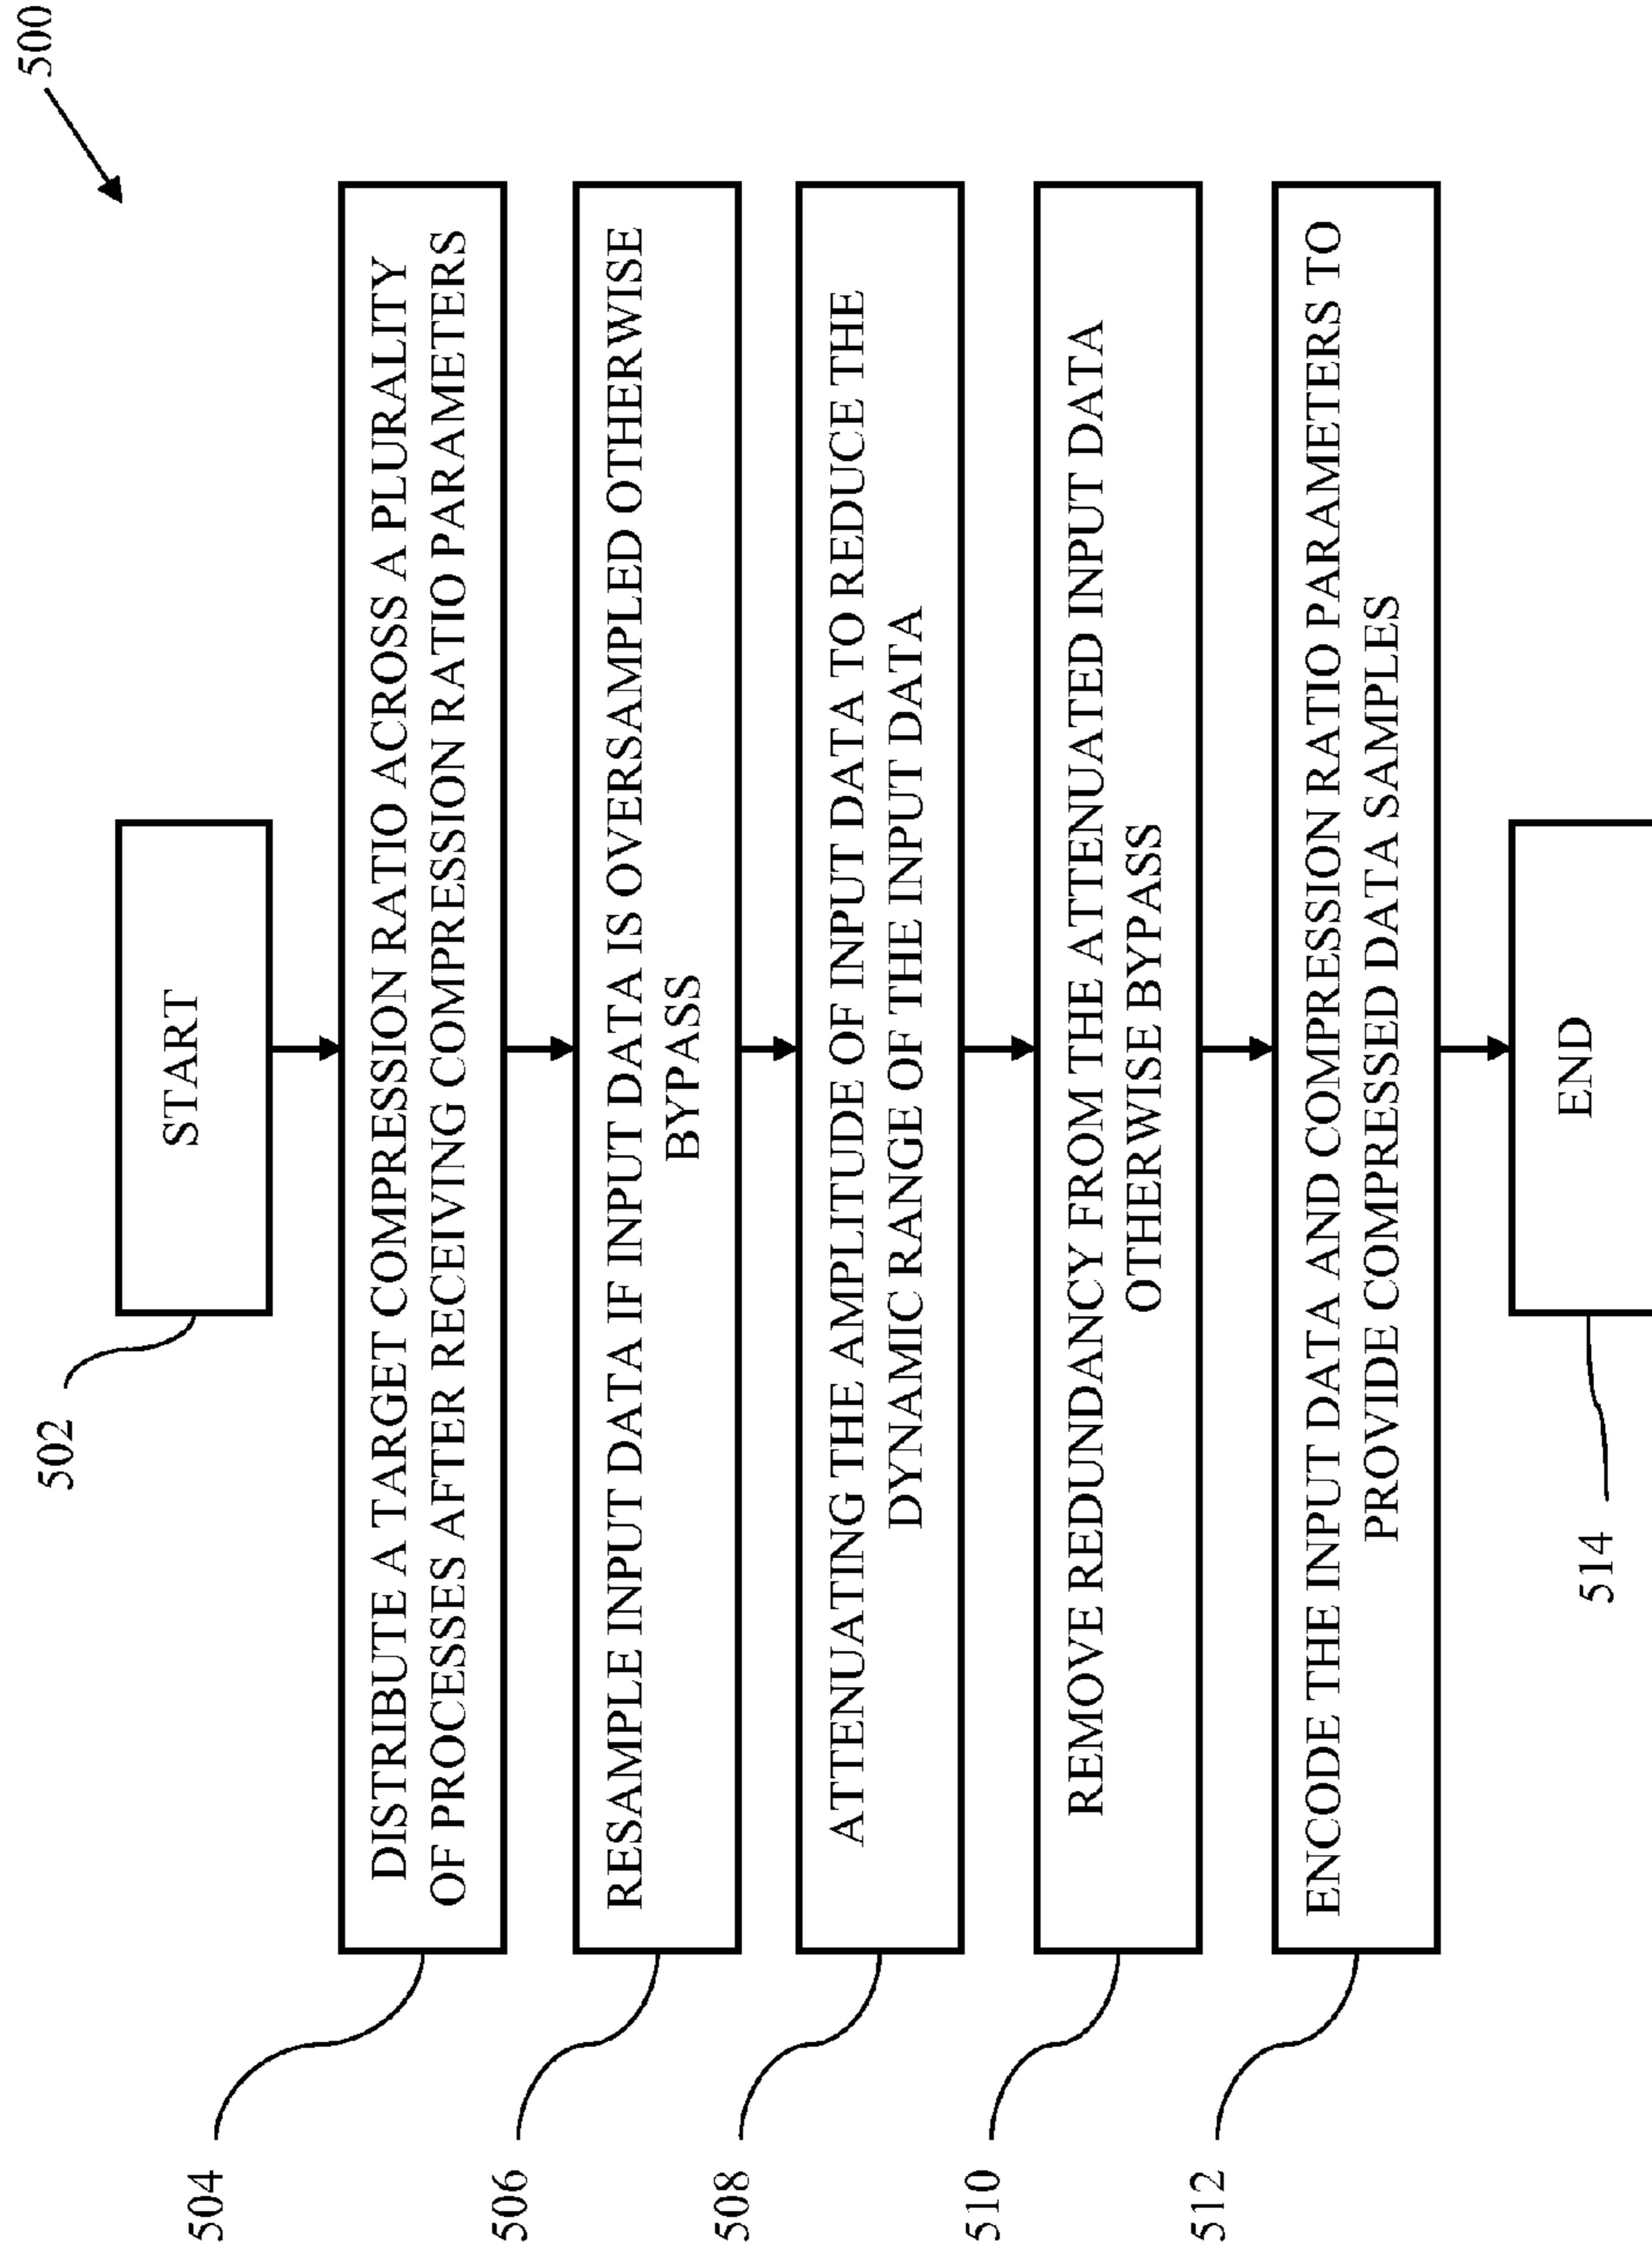 500
502
START
504
DISTRIBUTE A TARGET COMPRESSION RATIO ACROSS A PLURALITY
OF PROCESSES AFTER RECEIVING COMPRESSION RATIO PARAMETERS
506
RESAMPLE INPUT DATA IF INPUT DATA IS OVERSAMPLED OTHERWISE
BYPASS
508
ATTENUATING THE AMPLITUDE OF INPUT DATA TO REDUCE THE
DYNAMIC RANGE OF THE INPUT DATA
510
REMOVE REDUNDANCY FROM THE ATTENUATED INPUT DATA
OTHERWISE BYPASS
512
ENCODE THE INPUT DATA AND COMPRESSION RATIO PARAMETERS TO
PROVIDE COMPRESSED DATA SAMPLES
514
END